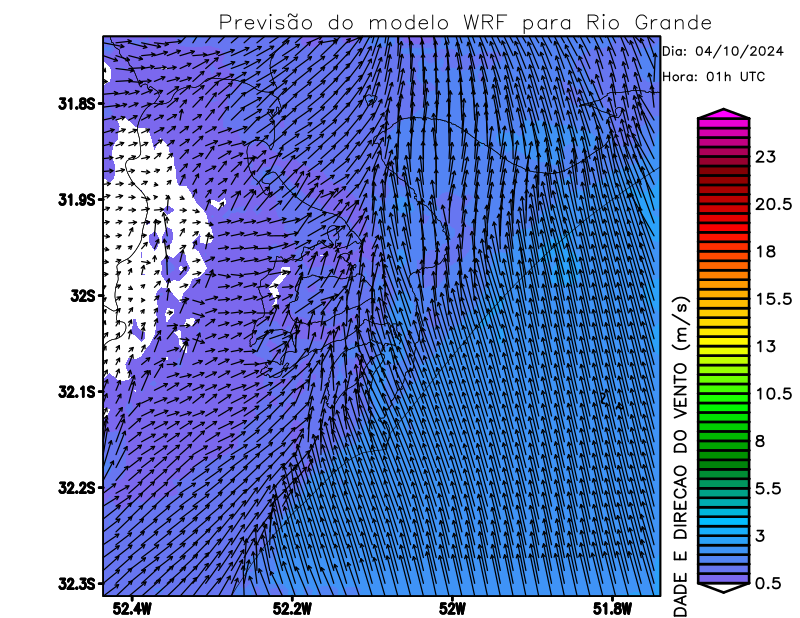 Previsão do modelo WRF para Rio Grande
Dia: 04/10/2024
Hora: 01h UTC
31.8S
31.9S
32S
32.1S
32.2S
32.3S
52.4W
52.2W
52W
51.8W
23
20.5
18
15.5
13
10.5
8
5.5
3
0.5
DADE E DIRECAO DO VENTO (m/s)